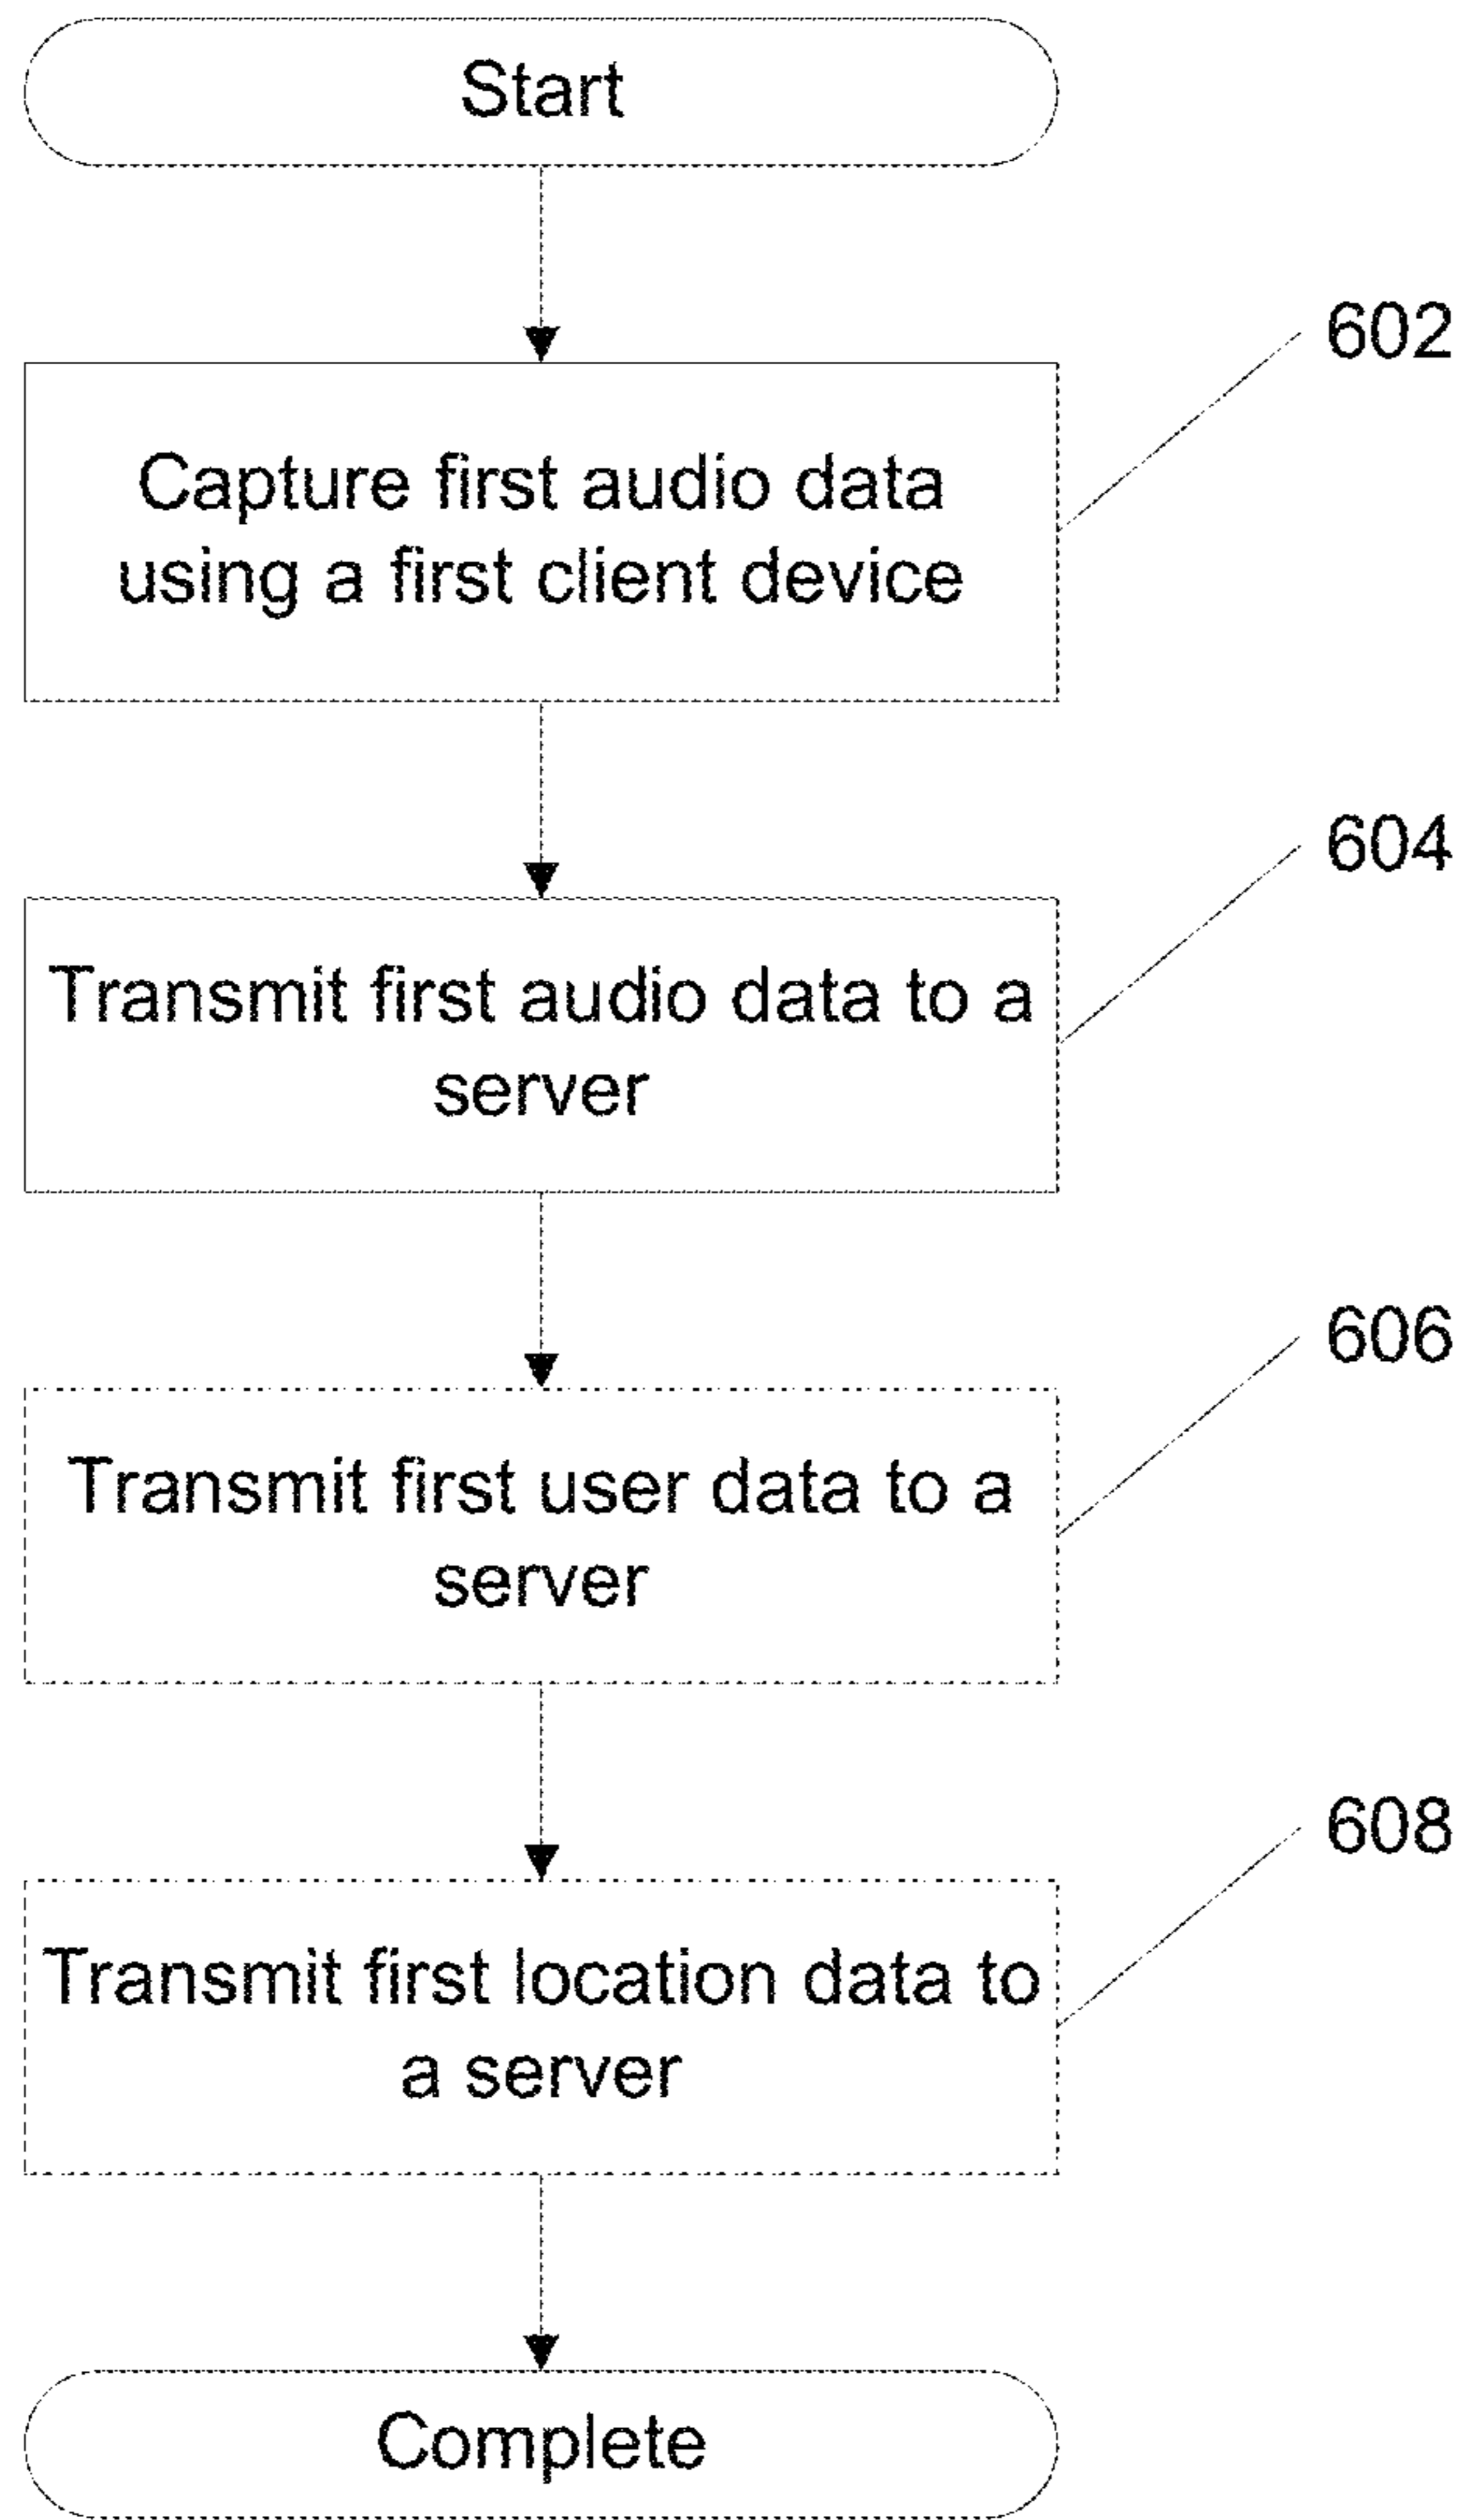 Start
602
Capture first audio data
using a first client device
604
Transmit first audio data to a
server
606
Transmit first user data to a
server
608
Transmit first location data to
a server
Complete